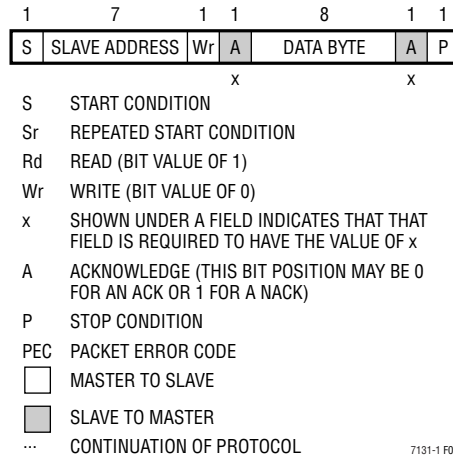 1 7 1 1 8 1 1
S SLAVE ADDRESS Wr A DATA BYTE A P
x x
S START CONDITION
Sr REPEATED START CONDITION
Rd READ (BIT VALUE OF 1)
Wr WRITE (BIT VALUE OF 0)
x SHOWN UNDER A FIELD INDICATES THAT THAT
FIELD IS REQUIRED TO HAVE THE VALUE OF x
A ACKNOWLEDGE (THIS BIT POSITION MAY BE 0
FOR AN ACK OR 1 FOR A NACK)
P STOP CONDITION
PEC PACKET ERROR CODE
MASTER TO SLAVE
SLAVE TO MASTER
... CONTINUATION OF PROTOCOL 7131-1 F0